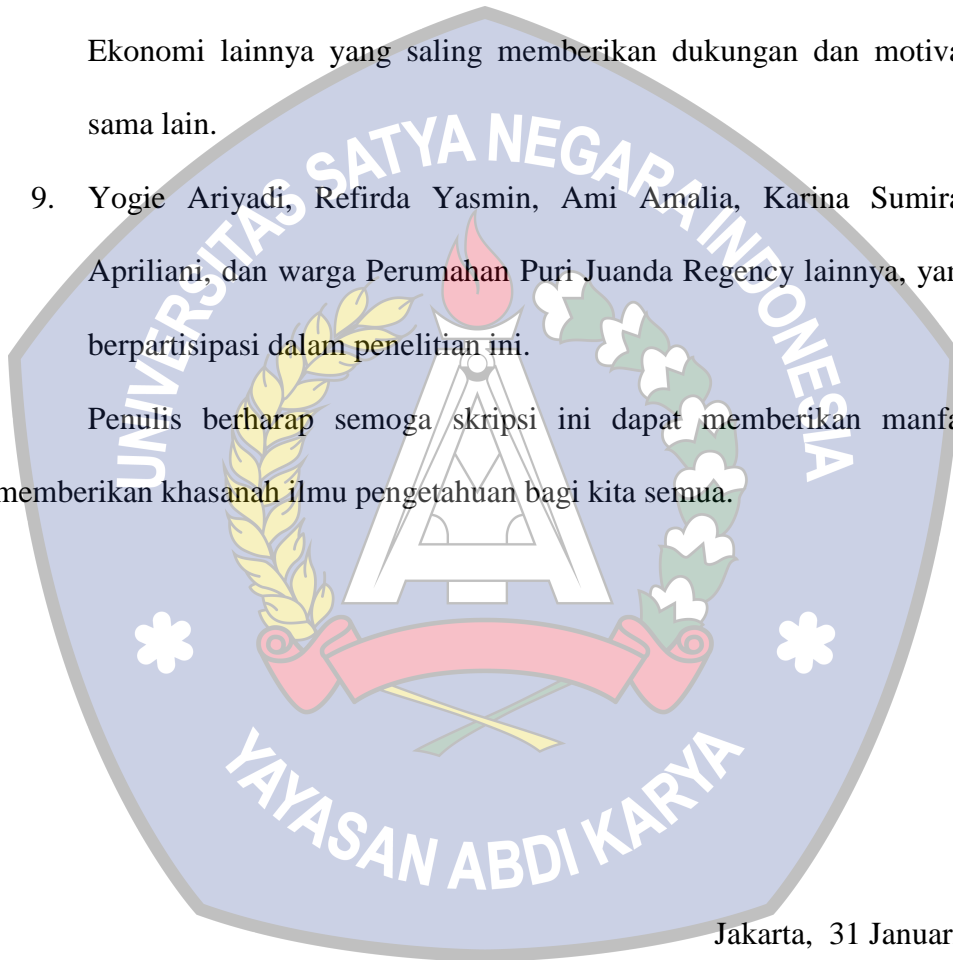 Ekonomi lainnya yang saling memberikan dukungan dan motiva
sama lain.
9. Yogie Ariyadi, Refirda Yasmin, Ami Amalia, Karina Sumira
Apriliani, dan warga Perumahan Puri Juanda Regency lainnya, yan
berpartisipasi dalam penelitian ini.
Penulis berharap semoga skripsi ini dapat memberikan manfa
memberikan khasanah ilmu pengetahuan bagi kita semua.
Jakarta, 31 Januar
UNIVERSITAS SATYA NEGARA INDONESIA
YAYASAN ABDI KARYA